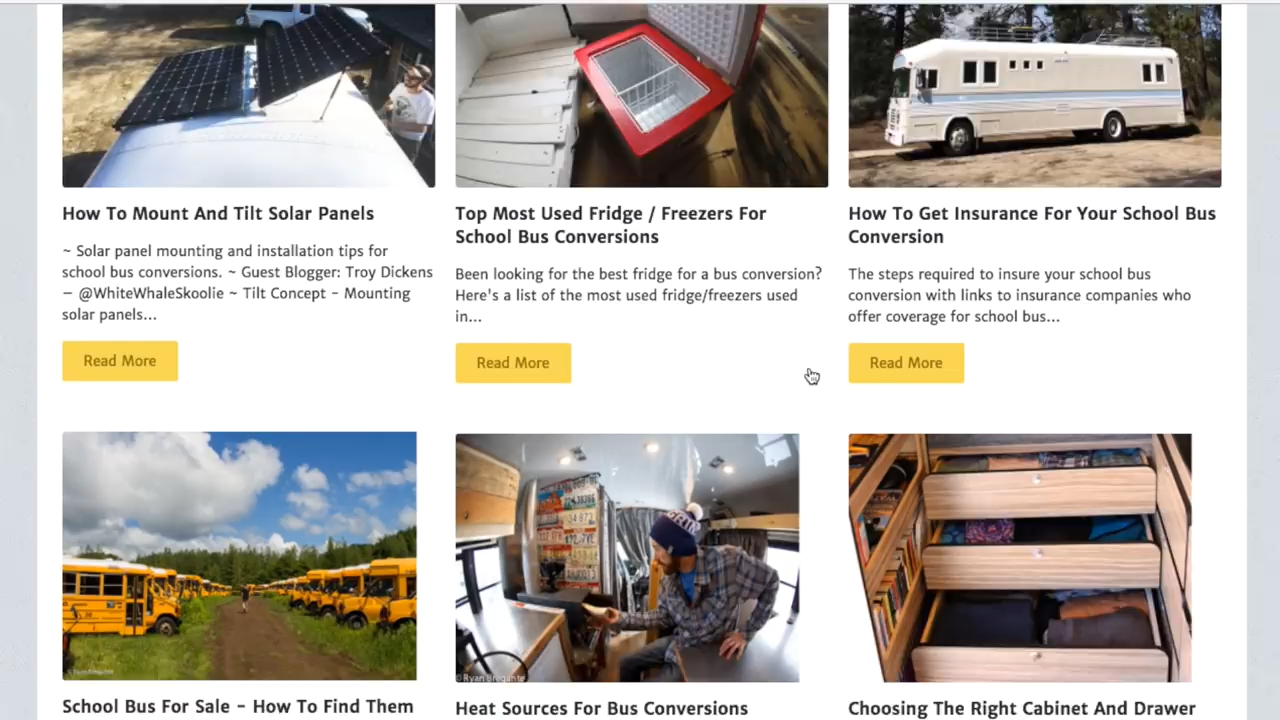 How To Mount And Tilt Solar Panels
~ Solar panel mounting and installation tips for
school bus conversions. ~ Guest Blogger: Troy Dickens
– @WhiteWhaleSkoolie ~ Tilt Concept – Mounting
solar panels...
Read More
Top Most Used Fridge / Freezers For
School Bus Conversions
Been looking for the best fridge for a bus conversion?
Here's a list of the most used fridge/freezers used
in...
Read More
How To Get Insurance For Your School Bus
Conversion
The steps required to insure your school bus
conversion with links to insurance companies who
offer coverage for school bus...
Read More
© Ryan Bregante
School Bus For Sale – How To Find Them
© Ryan Bregante
Heat Sources For Bus Conversions
Choosing The Right Cabinet And Drawer